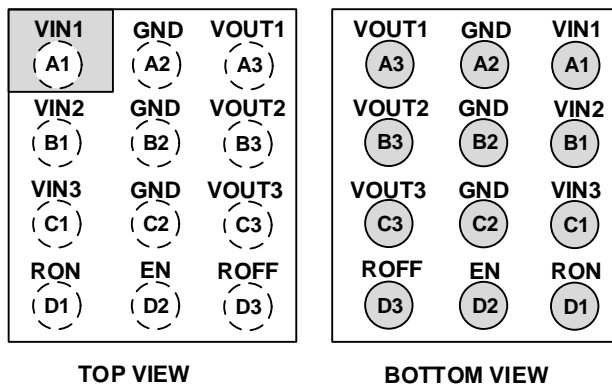 VIN1 GND VOUT1
A1 A2 A3
VIN2 GND VOUT2
B1 B2 B3
VIN3 GND VOUT3
C1 C2 C3
RON EN ROFF
D1 D2 D3
TOP VIEW
VOUT1 GND VIN1
A3 A2 A1
VOUT2 GND VIN2
B3 B2 B1
VOUT3 GND VIN3
C3 C2 C1
ROFF EN RON
D3 D2 D1
BOTTOM VIEW